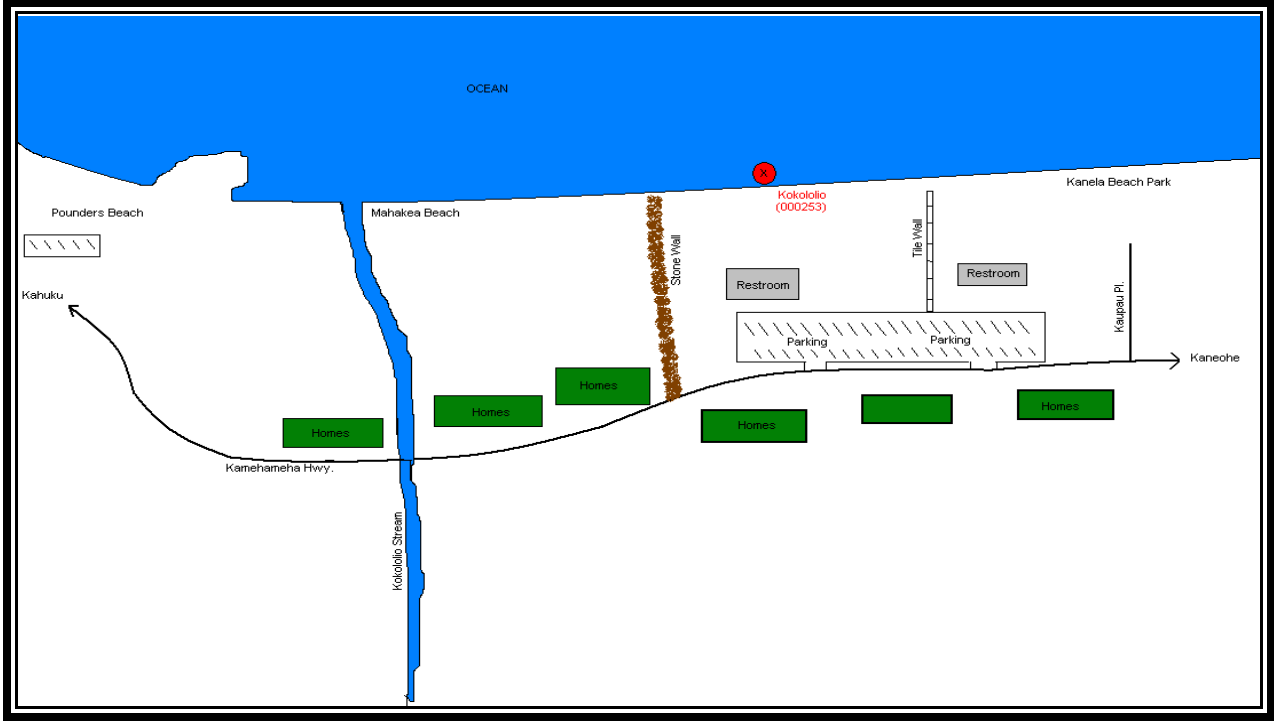 OCEAN
X
Kokololio
(000253)
Kanela Beach Park
Pounders Beach
Mahakea Beach
Tile Wall
Stone Wall
Restroom
Restroom
Kahuku
Kaupau Pl.
Parking
Parking
Kaneohe
Homes
Homes
Homes
Homes
Homes
Kamehameha Hwy.
Kokololio Stream